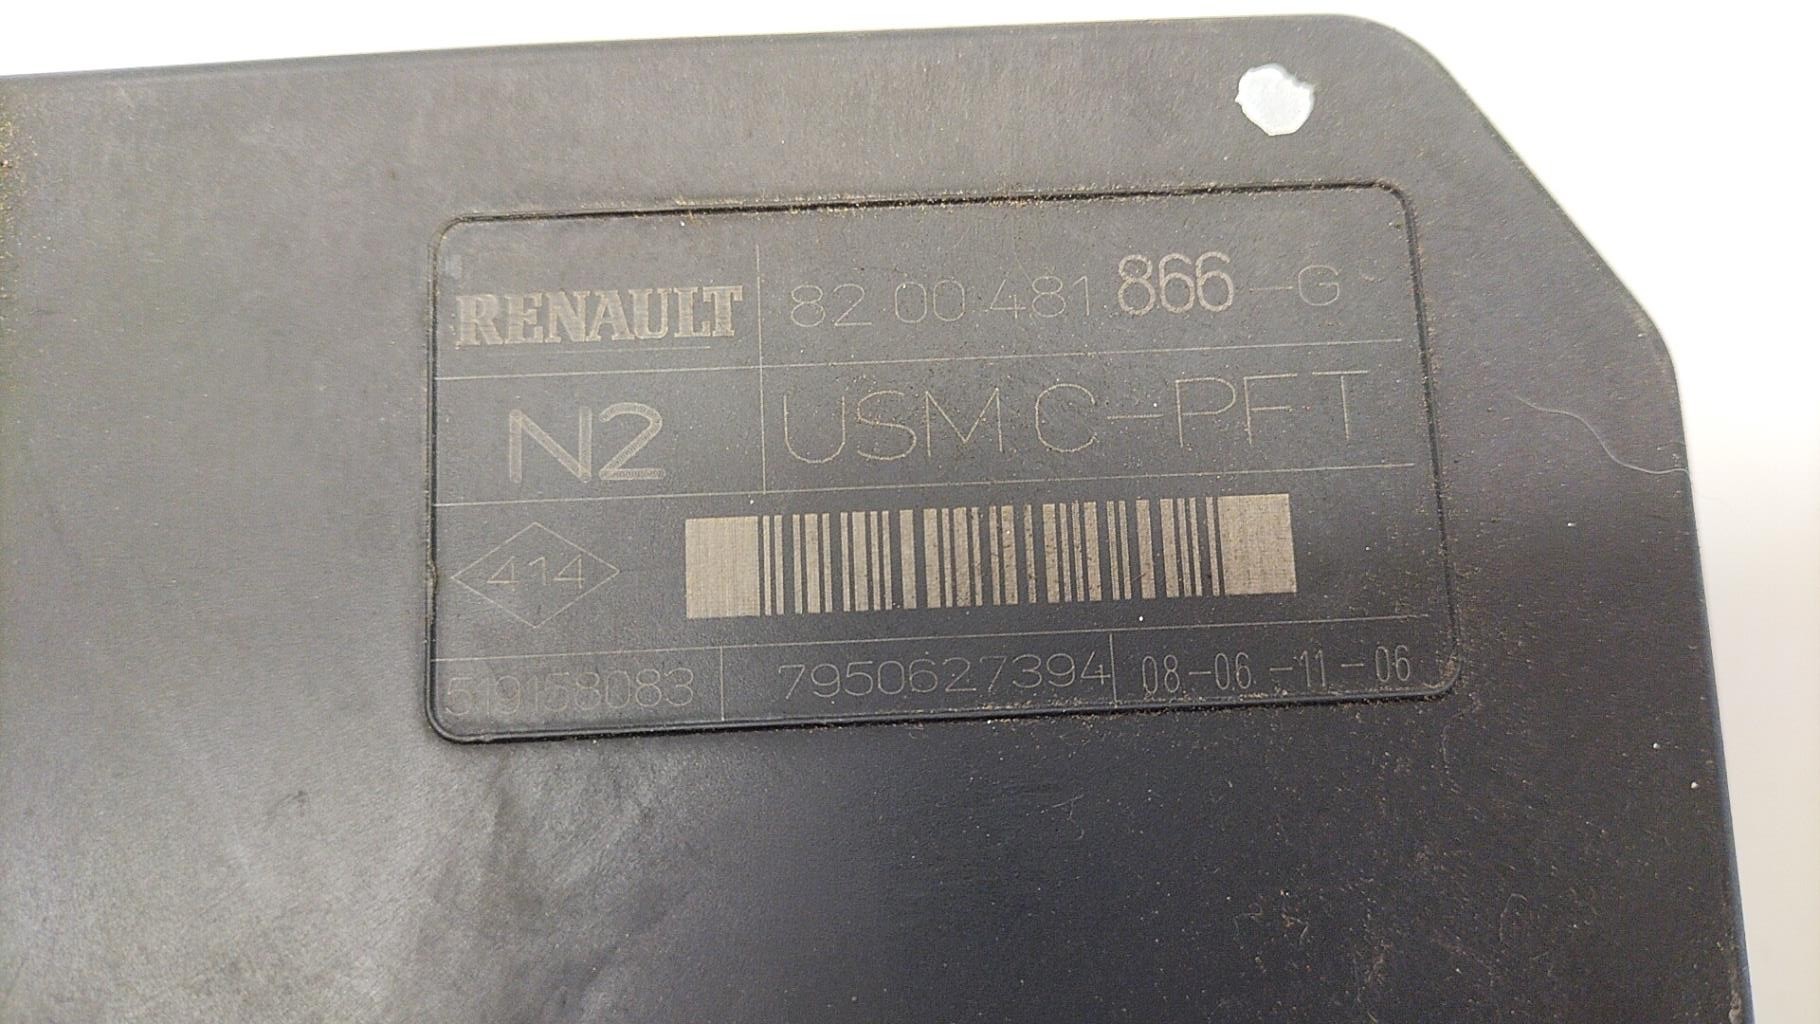 RENAULT 82 00 481 866 -G
N2 USM C-PFT
414
519158083 7950627394 08-06-11-06